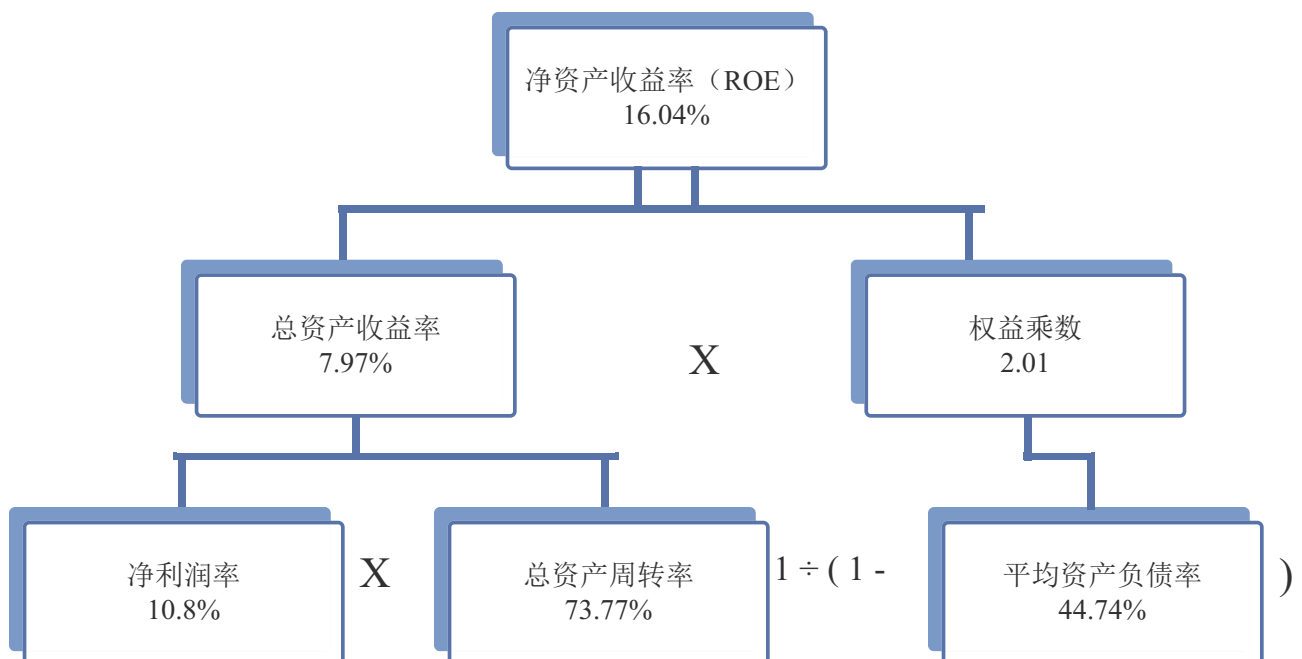 净资产收益率（ROE）
16.04%
总资产收益率
7.97%
X
权益乘数
2.01
净利润率
10.8%
X
总资产周转率
73.77%
1 ÷ ( 1 -
平均资产负债率
44.74%
)